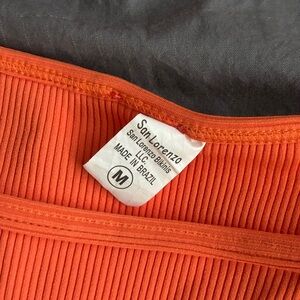 San Lorenzo
San Lorenzo Bikinis
LLC
MADE IN BRAZIL
M